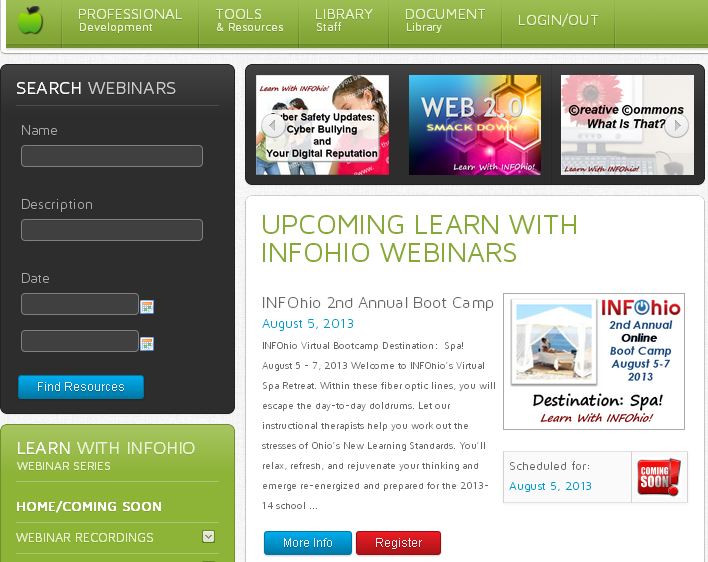 PROFESSIONAL
Development
TOOLS
& Resources
LIBRARY
Staff
DOCUMENT
Library
LOGIN/OUT
SEARCH WEBINARS
Name
Description
Date
Find Resources
LEARN WITH INFOHIO
WEBINAR SERIES
HOME/COMING SOON
WEBINAR RECORDINGS
Learn With INFOhio!
ber Safety Updates:
Cyber Bullying
and
Your Digital Reputation
WEB 2.0
SMACK DOWN
Learn With INFOhio!
©reative ©ommons
What Is That?
Learn With INFOhio!
UPCOMING LEARN WITH
INFOHIO WEBINARS
INFOhio 2nd Annual Boot Camp
August 5, 2013
INFOhio Virtual Bootcamp Destination: Spa!
August 5 - 7, 2013 Welcome to INFOhio's Virtual
Spa Retreat. Within these fiber optic lines, you will
escape the day-to-day doldrums. Let our
instructional therapists help you work out the
stresses of Ohio's New Learning Standards. You'll
relax, refresh, and rejuvenate your thinking and
emerge re-energized and prepared for the 2013-
14 school ...
More Info
Register
INFOhio
2nd Annual
Online
Boot Camp
August 5-7
2013
Destination: Spa!
Learn With INFOhio!
Scheduled for:
August 5, 2013
COMING
SOON!